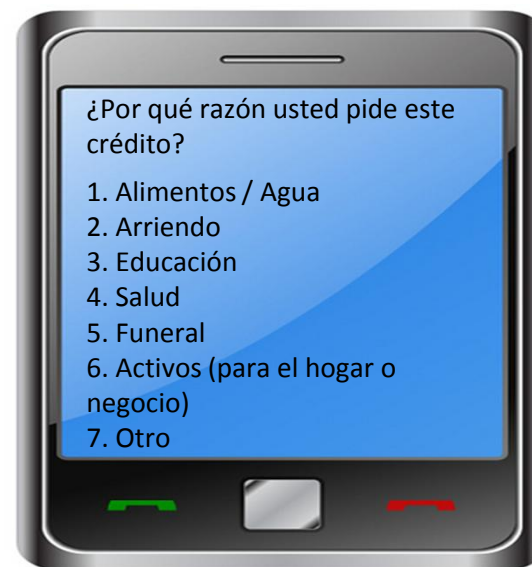 ¿Por qué razón usted pide este
crédito?
1. Alimentos / Agua
2. Arriendo
3. Educación
4. Salud
5. Funeral
6. Activos (para el hogar o
negocio)
7. Otro